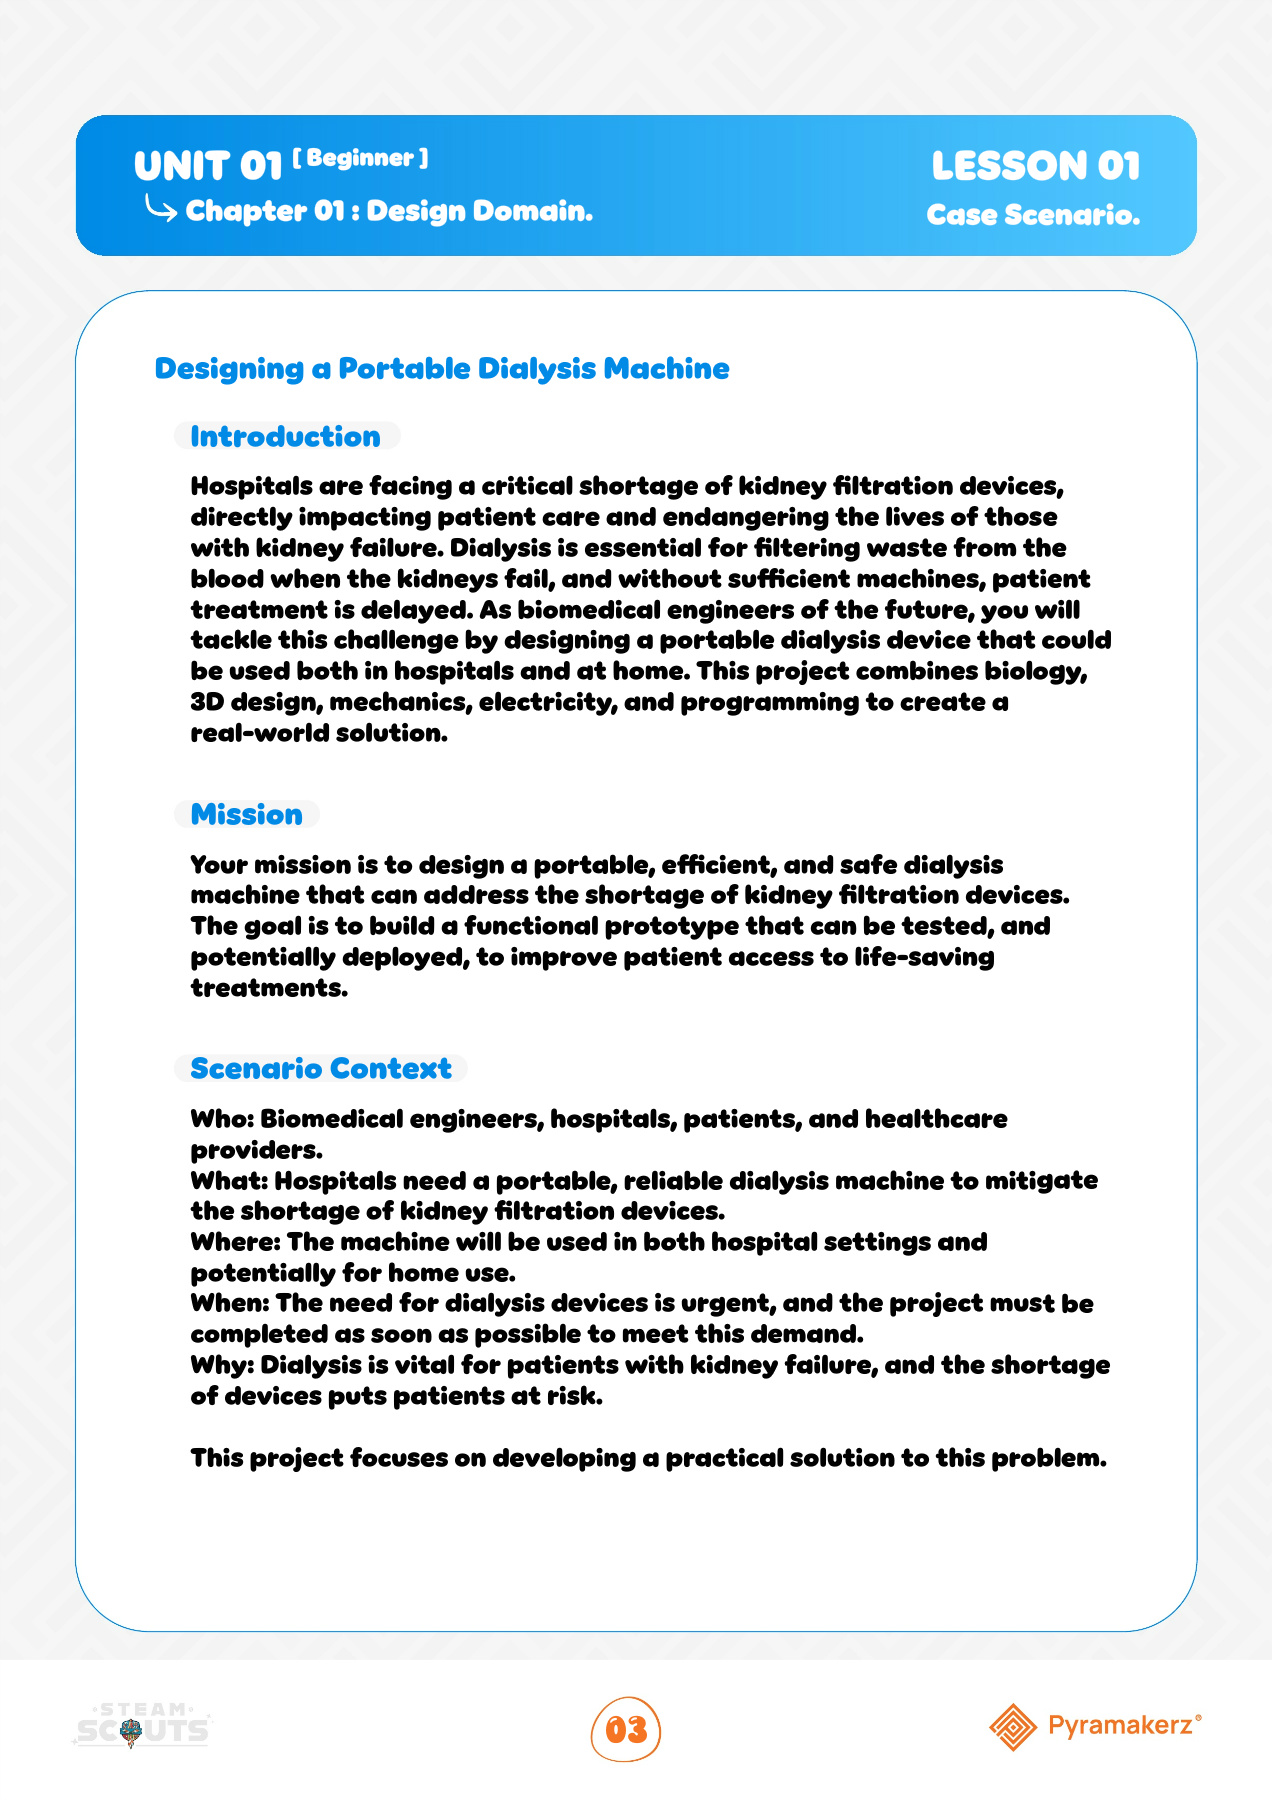 UNIT 01 [ Beginner ]
Chapter 01 : Design Domain.
LESSON 01
Case Scenario.
Designing a Portable Dialysis Machine
Introduction
Hospitals are facing a critical shortage of kidney filtration devices,
directly impacting patient care and endangering the lives of those
with kidney failure. Dialysis is essential for filtering waste from the
blood when the kidneys fail, and without sufficient machines, patient
treatment is delayed. As biomedical engineers of the future, you will
tackle this challenge by designing a portable dialysis device that could
be used both in hospitals and at home. This project combines biology,
3D design, mechanics, electricity, and programming to create a
real-world solution.
Mission
Your mission is to design a portable, efficient, and safe dialysis
machine that can address the shortage of kidney filtration devices.
The goal is to build a functional prototype that can be tested, and
potentially deployed, to improve patient access to life-saving
treatments.
Scenario Context
Who: Biomedical engineers, hospitals, patients, and healthcare
providers.
What: Hospitals need a portable, reliable dialysis machine to mitigate
the shortage of kidney filtration devices.
Where: The machine will be used in both hospital settings and
potentially for home use.
When: The need for dialysis devices is urgent, and the project must be
completed as soon as possible to meet this demand.
Why: Dialysis is vital for patients with kidney failure, and the shortage
of devices puts patients at risk.
This project focuses on developing a practical solution to this problem.
STEAM
SCOUTS
03
Pyramakerz®